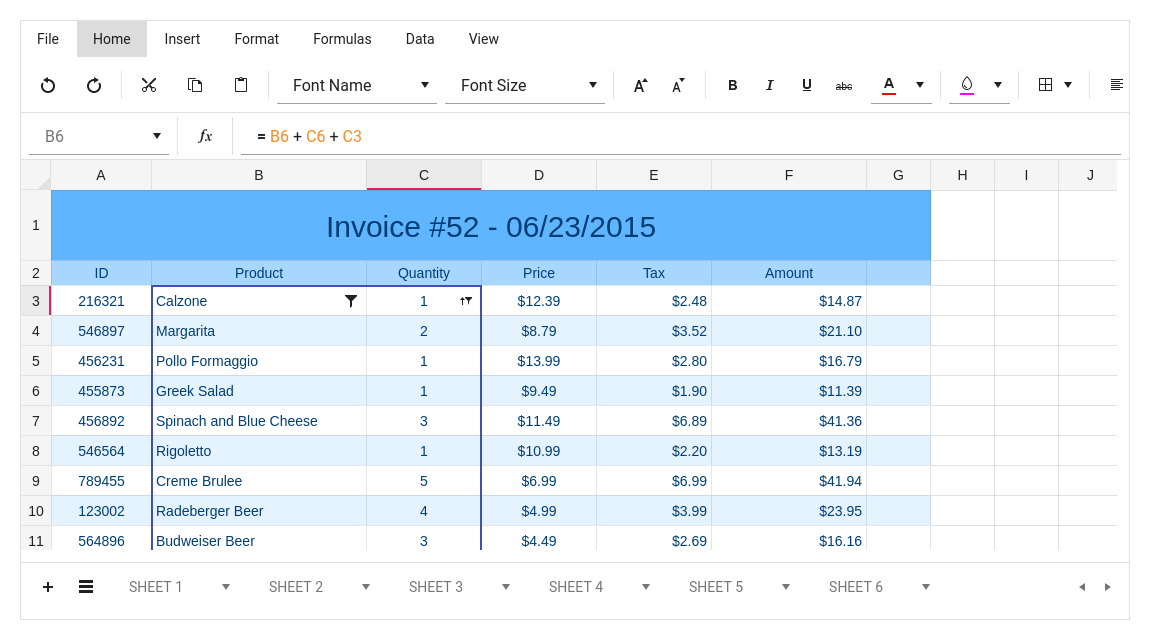 File Home Insert Format Formulas Data View
Font Name Font Size A A B I U abc A
B6 fx = B6 + C6 + C3
A B C D E F G H I J
1 Invoice #52 - 06/23/2015
2 ID Product Quantity Price Tax Amount
3 216321 Calzone 1 $12.39 $2.48 $14.87
4 546897 Margarita 2 $8.79 $3.52 $21.10
5 456231 Pollo Formaggio 1 $13.99 $2.80 $16.79
6 455873 Greek Salad 1 $9.49 $1.90 $11.39
7 456892 Spinach and Blue Cheese 3 $11.49 $6.89 $41.36
8 546564 Rigoletto 1 $10.99 $2.20 $13.19
9 789455 Creme Brulee 5 $6.99 $6.99 $41.94
10 123002 Radeberger Beer 4 $4.99 $3.99 $23.95
11 564896 Budweiser Beer 3 $4.49 $2.69 $16.16
SHEET 1 SHEET 2 SHEET 3 SHEET 4 SHEET 5 SHEET 6